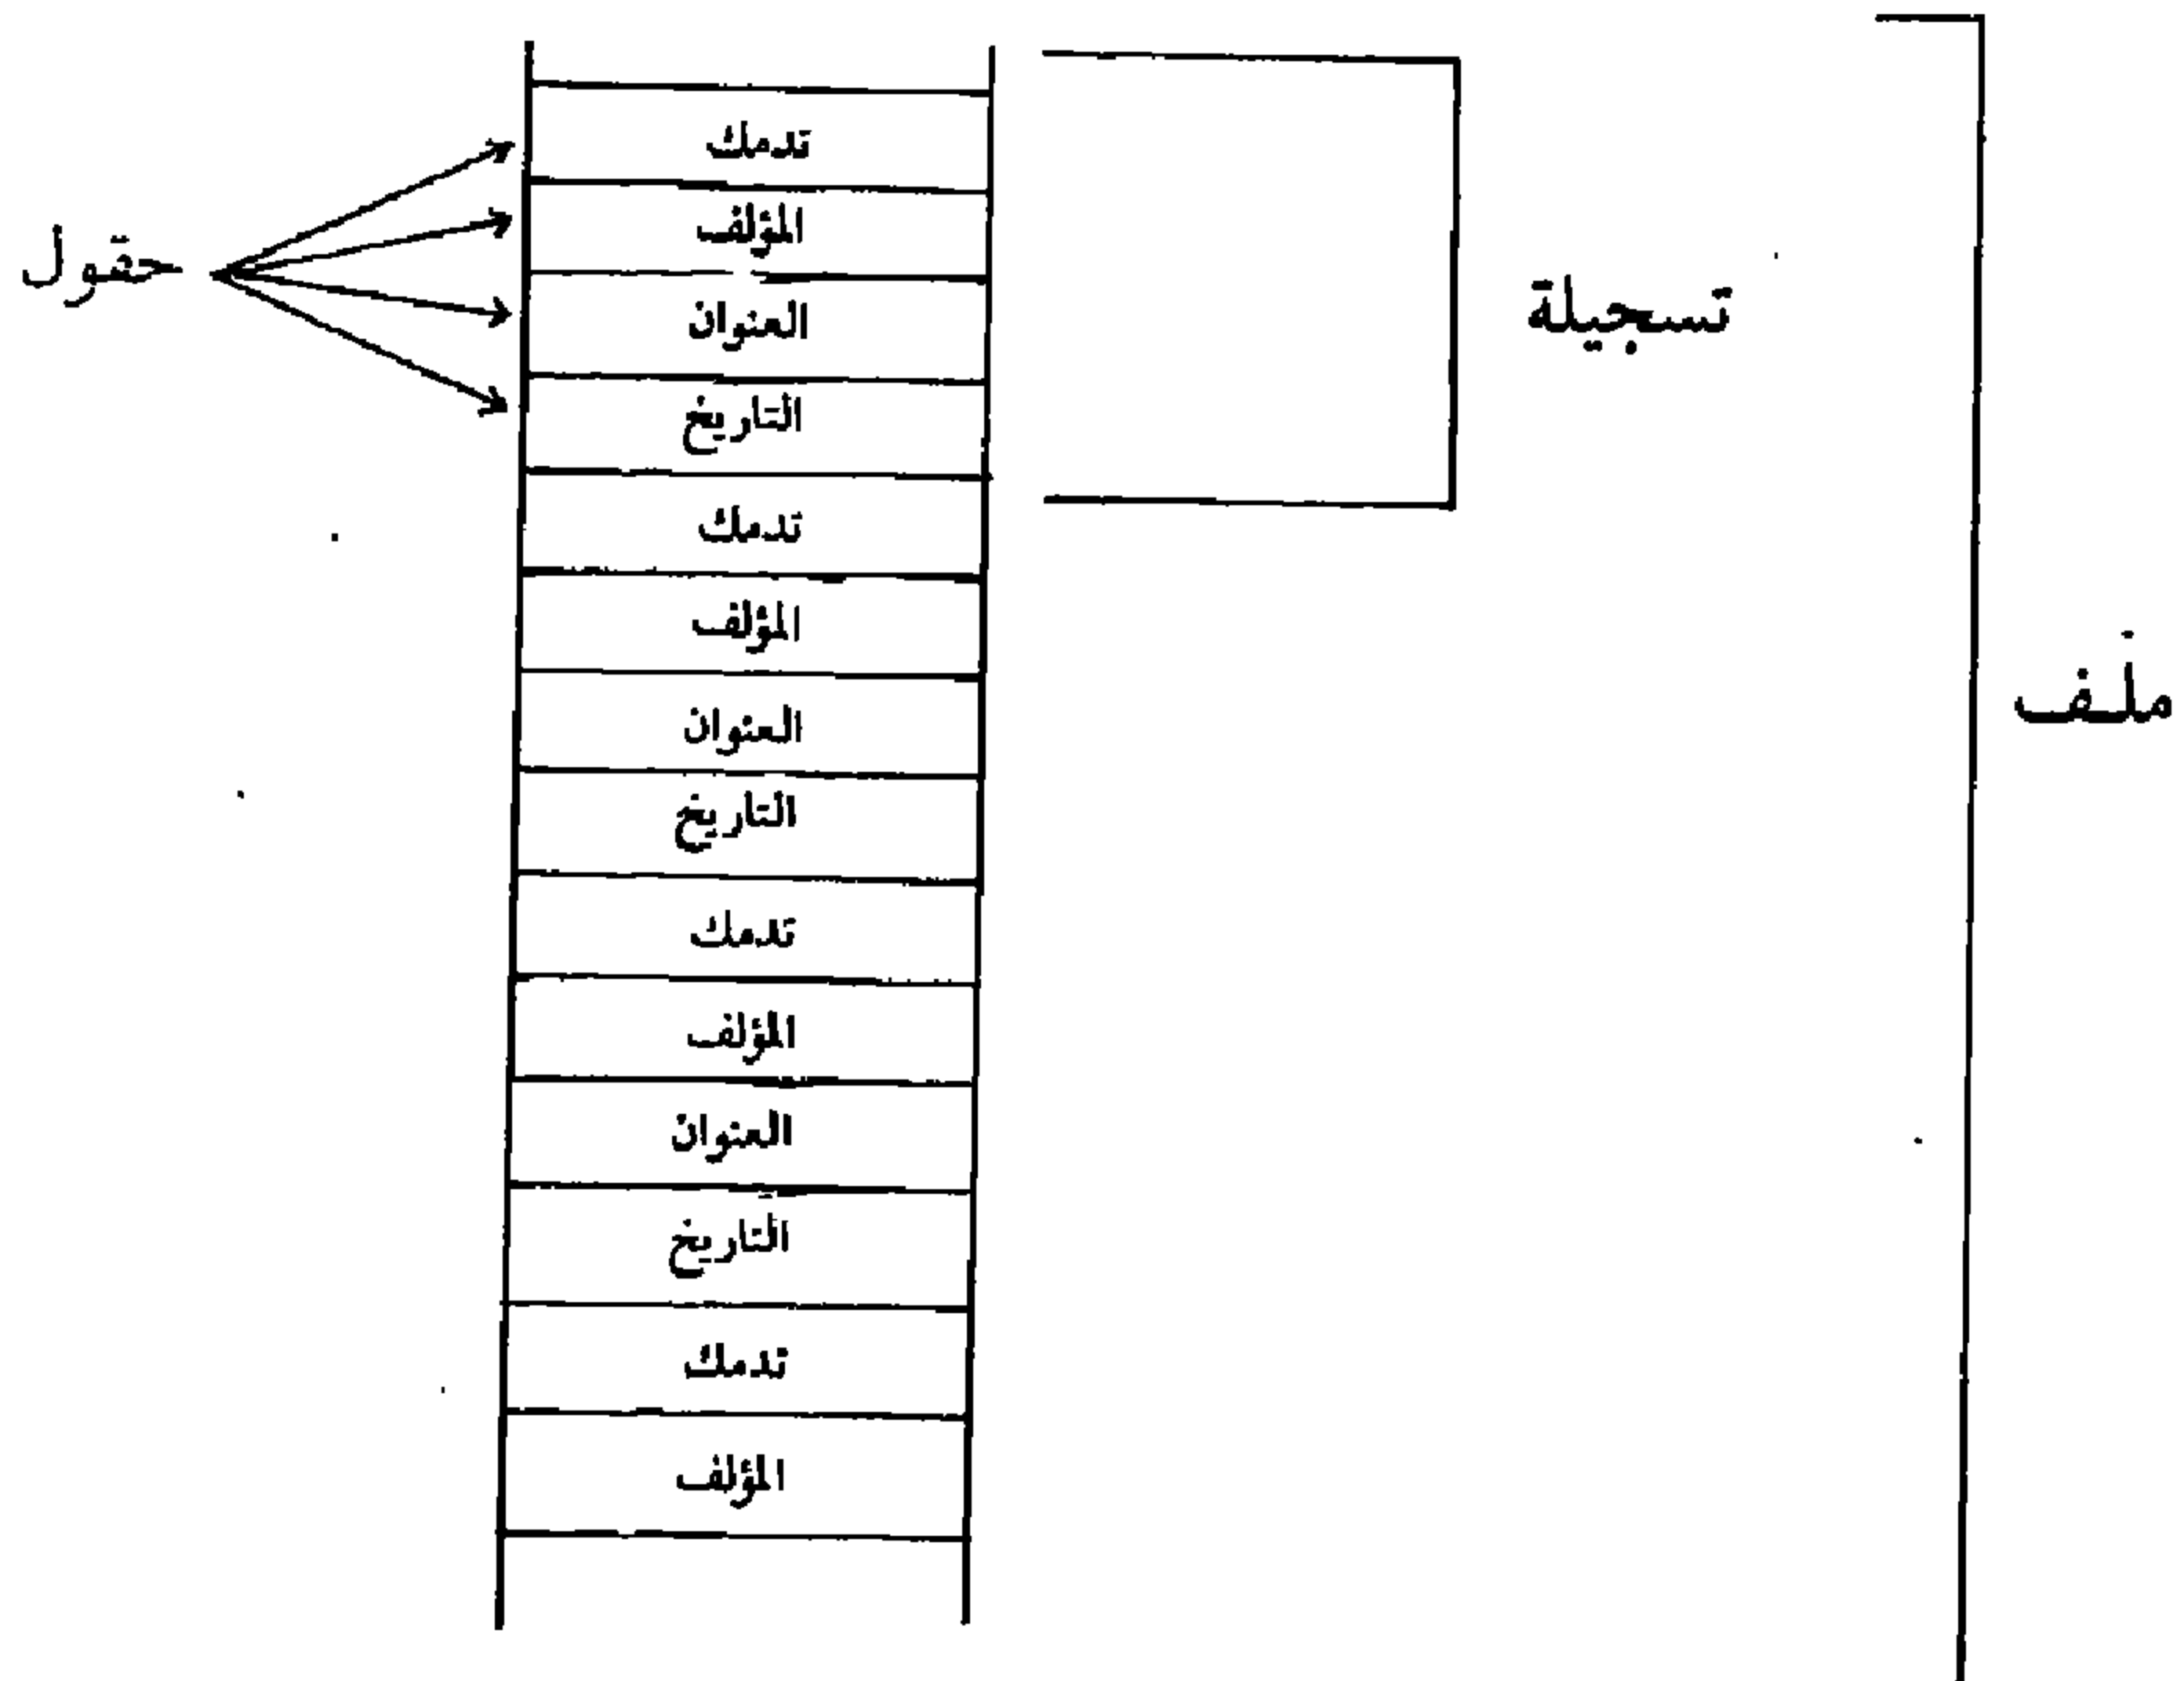 تدمك
المؤلف
العنوان
التاريخ
تدمك
المؤلف
العنوان
التاريخ
تدمك
المؤلف
العنوان
التاريخ
تدمك
المؤلف
حقول
تسجيلة
ملف